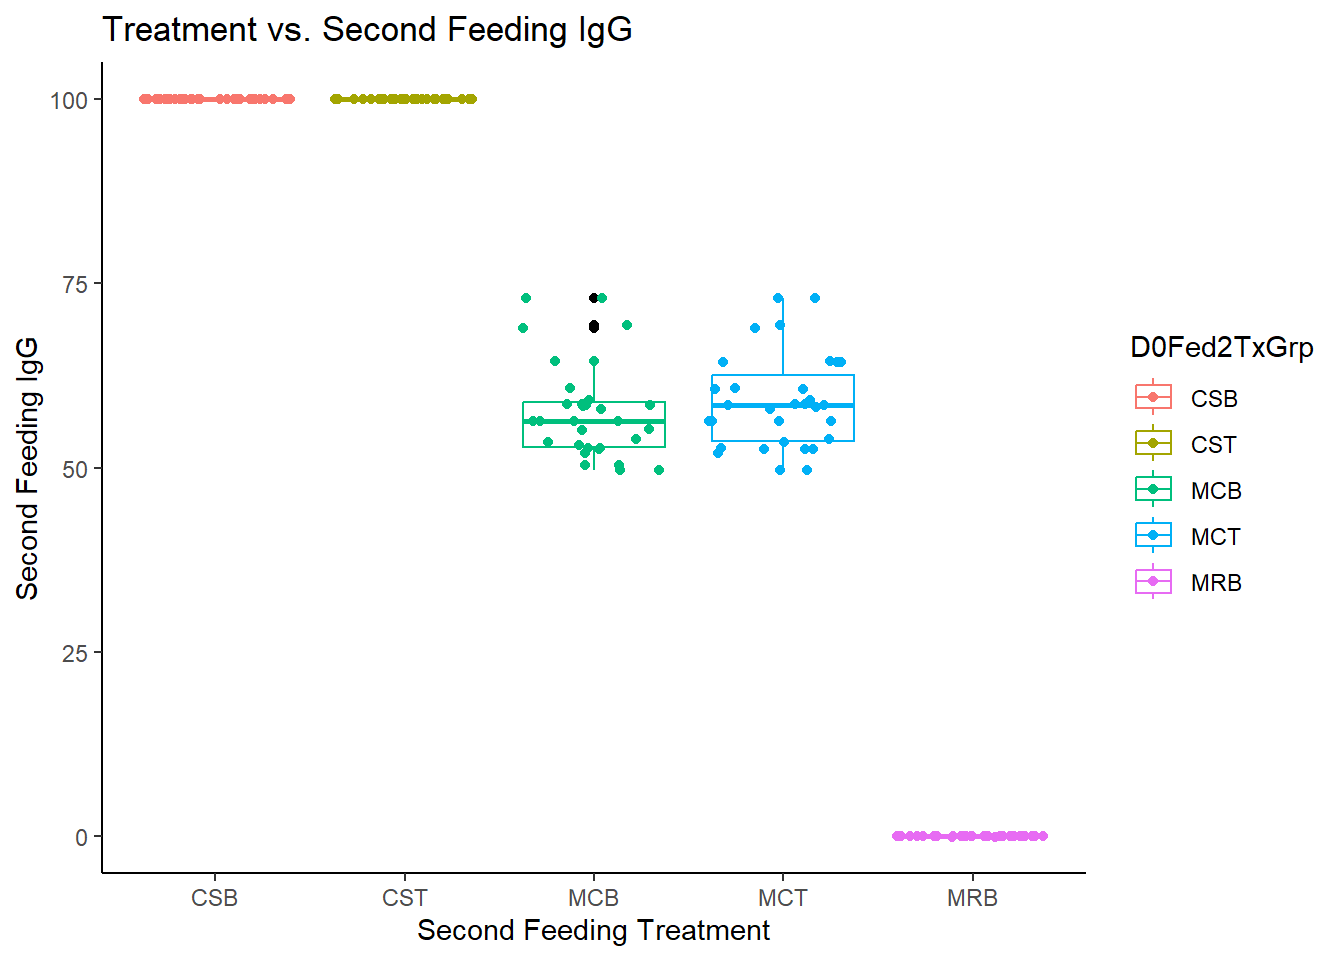 Treatment vs. Second Feeding IgG
100
75
50
25
0
Second Feeding IgG
CSB CST MCB MCT MRB
Second Feeding Treatment
D0Fed2TxGrp
CSB
CST
MCB
MCT
MRB